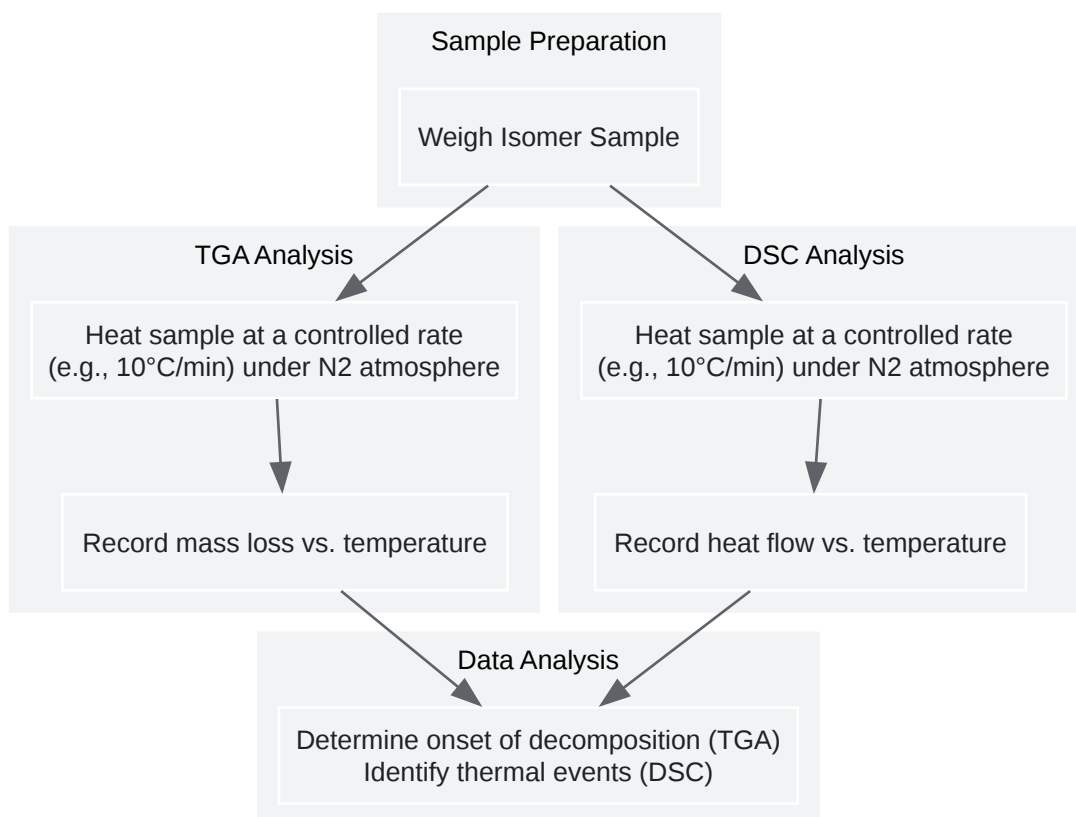 Sample Preparation
Weigh Isomer Sample
TGA Analysis
Heat sample at a controlled rate
(e.g., 10°C/min) under N2 atmosphere
Record mass loss vs. temperature
DSC Analysis
Heat sample at a controlled rate
(e.g., 10°C/min) under N2 atmosphere
Record heat flow vs. temperature
Data Analysis
Determine onset of decomposition (TGA)
Identify thermal events (DSC)